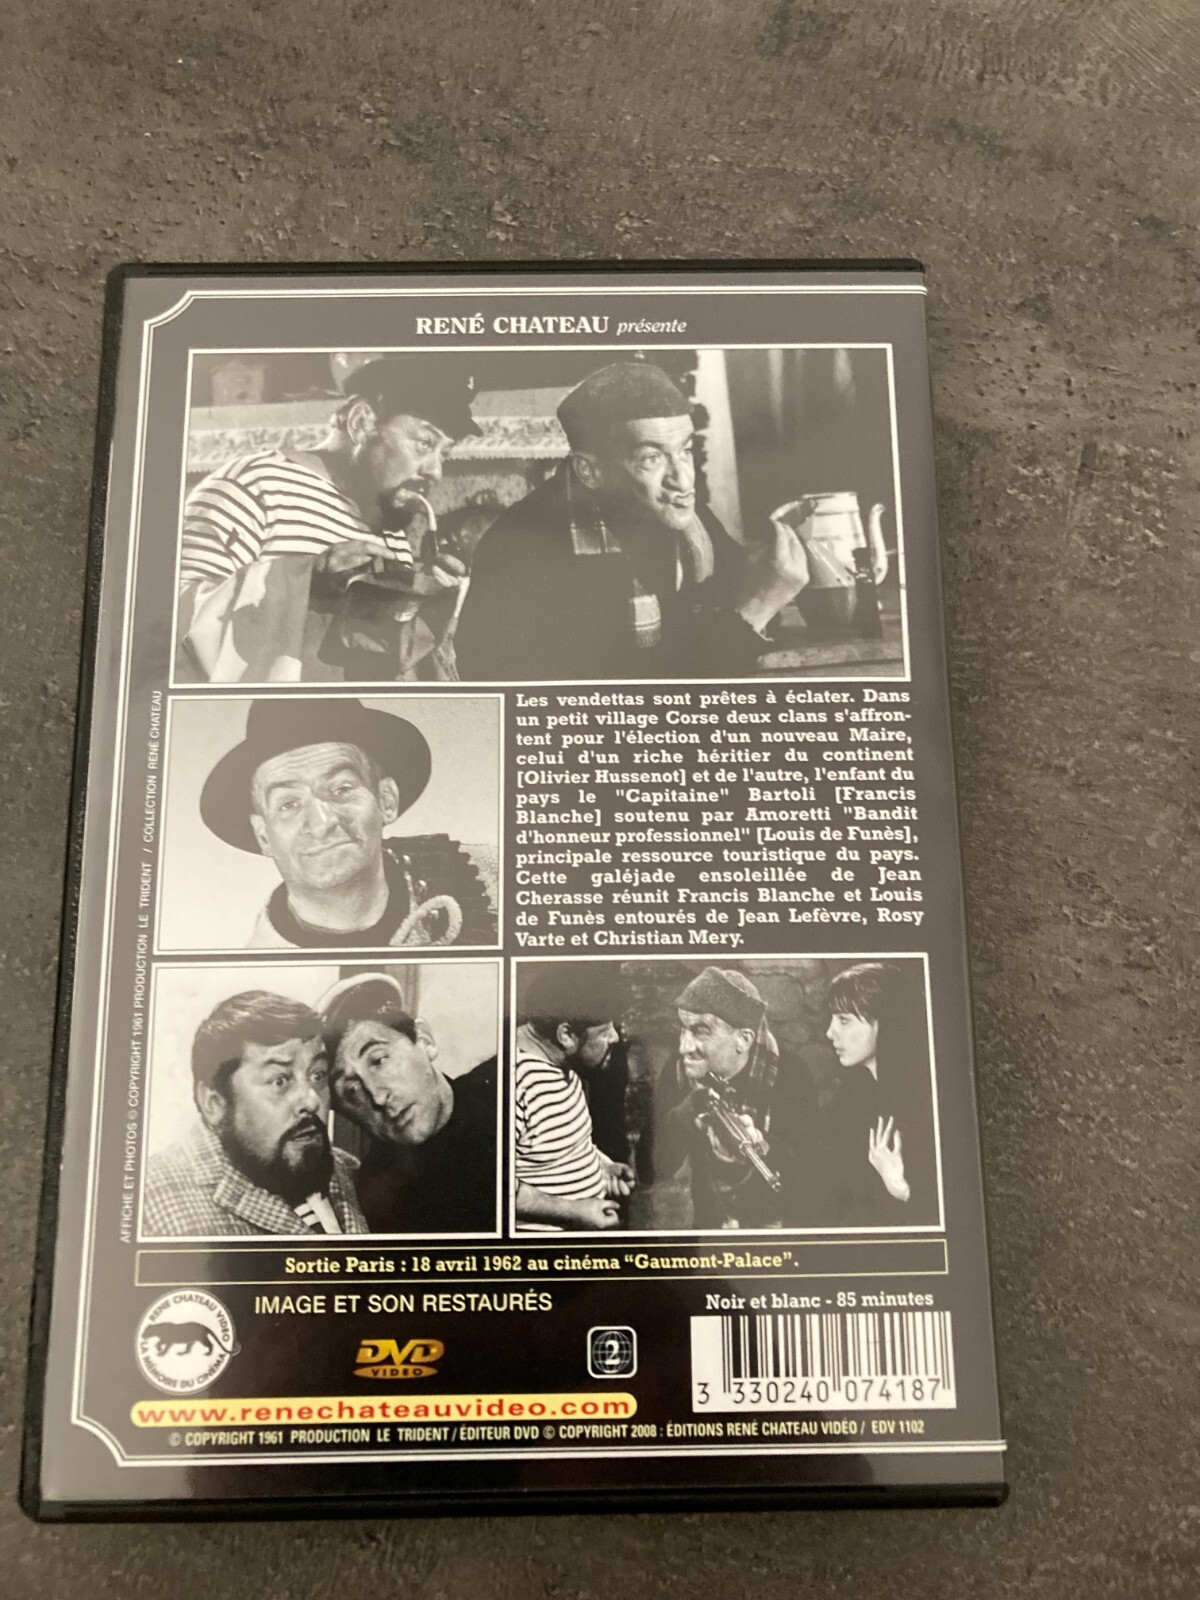 RENÉ CHATEAU présente
Les vendettas sont prêtes à éclater. Dans
un petit village Corse deux clans s'affron-
tent pour l'élection d'un nouveau Maire,
celui d'un riche héritier du continent
[Olivier Hussenot] et de l'autre, l'enfant du
pays le "Capitaine" Bartoli [Francis
Blanche] soutenu par Amoretti "Bandit
d'honneur professionnel" [Louis de Funès],
principale ressource touristique du pays.
Cette galéjade ensoleillée de Jean
Cherasse réunit Francis Blanche et Louis
de Funès entourés de Jean Lefèvre, Rosy
Varte et Christian Mery.
AFFICHE ET PHOTOS © COPYRIGHT 1961 PRODUCTION LE TRIDENT / COLLECTION RENÉ CHATEAU
Sortie Paris : 18 avril 1962 au cinéma “Gaumont-Palace”.
RENÉ CHATEAU VIDÉO
LA MÉMOIRE DU CINÉMA
IMAGE ET SON RESTAURÉS
DVD
VIDEO
2
Noir et blanc - 85 minutes
3 330240 074187
www.renechateauvideo.com
© COPYRIGHT 1961 PRODUCTION LE TRIDENT / ÉDITEUR DVD © COPYRIGHT 2008 : ÉDITIONS RENÉ CHATEAU VIDÉO / EDV 1102